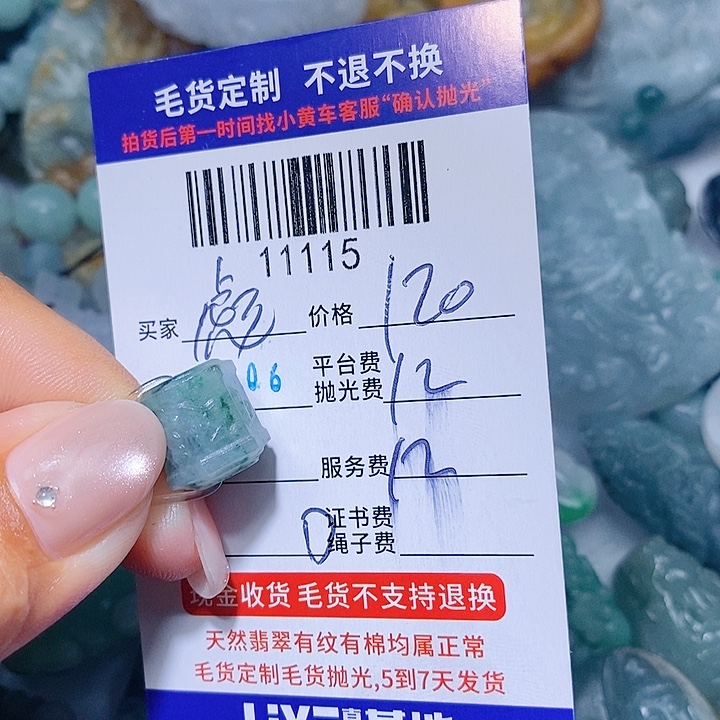 毛货定制 不退不换
拍货后第一时间找小黄车客服“确认抛光”
11115
买家 价格 120
06 平台费
抛光费 12
服务费 12
0 证书费
绳子费
现金收货 毛货不支持退换
天然翡翠有纹有棉均属正常
毛货定制毛货抛光,5到7天发货